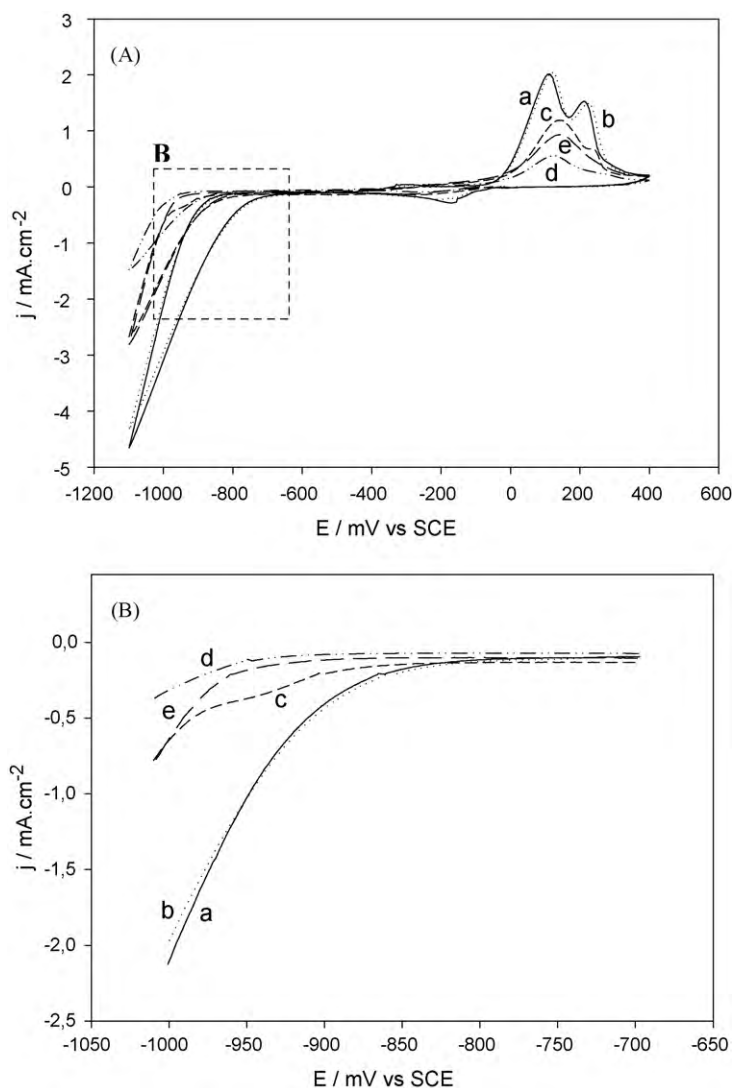 (A)
3
2
1
0
-1
-2
-3
-4
-5
j / mA.cm-2
B
a
b
c
e
d
-1200 -1000 -800 -600 -400 -200 0 200 400 600
E / mV vs SCE
(B)
0,0
-0,5
-1,0
-1,5
-2,0
-2,5
j / mA.cm-2
d
e
c
b
a
-1050 -1000 -950 -900 -850 -800 -750 -700 -650
E / mV vs SCE